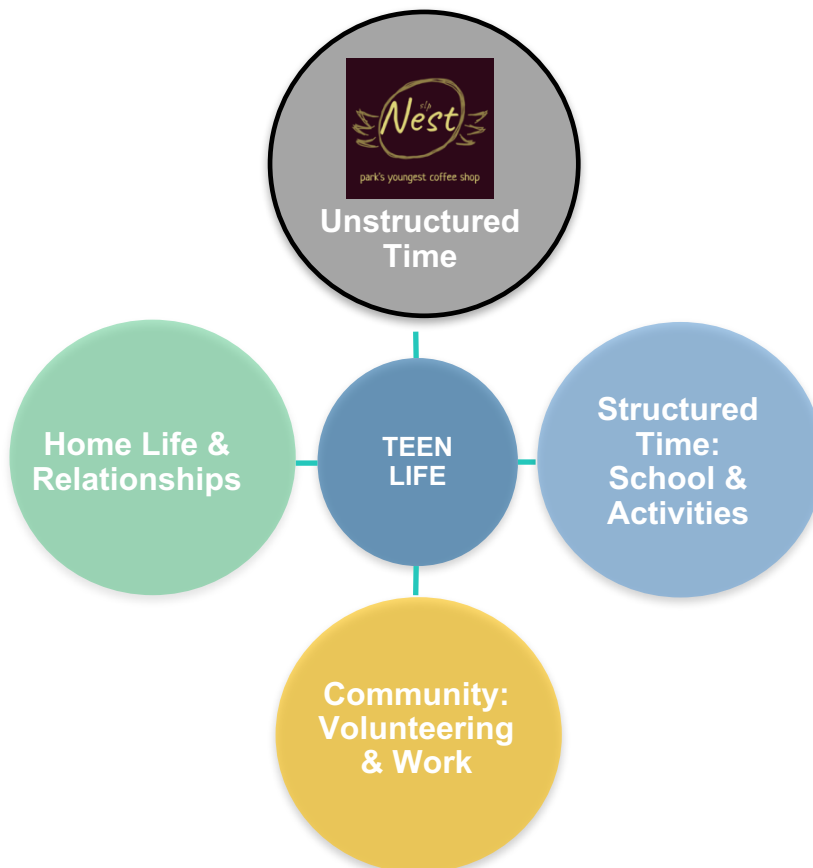 slp
Nest
park's youngest coffee shop
Unstructured
Time
Home Life &
Relationships
TEEN
LIFE
Structured
Time:
School &
Activities
Community:
Volunteering
& Work